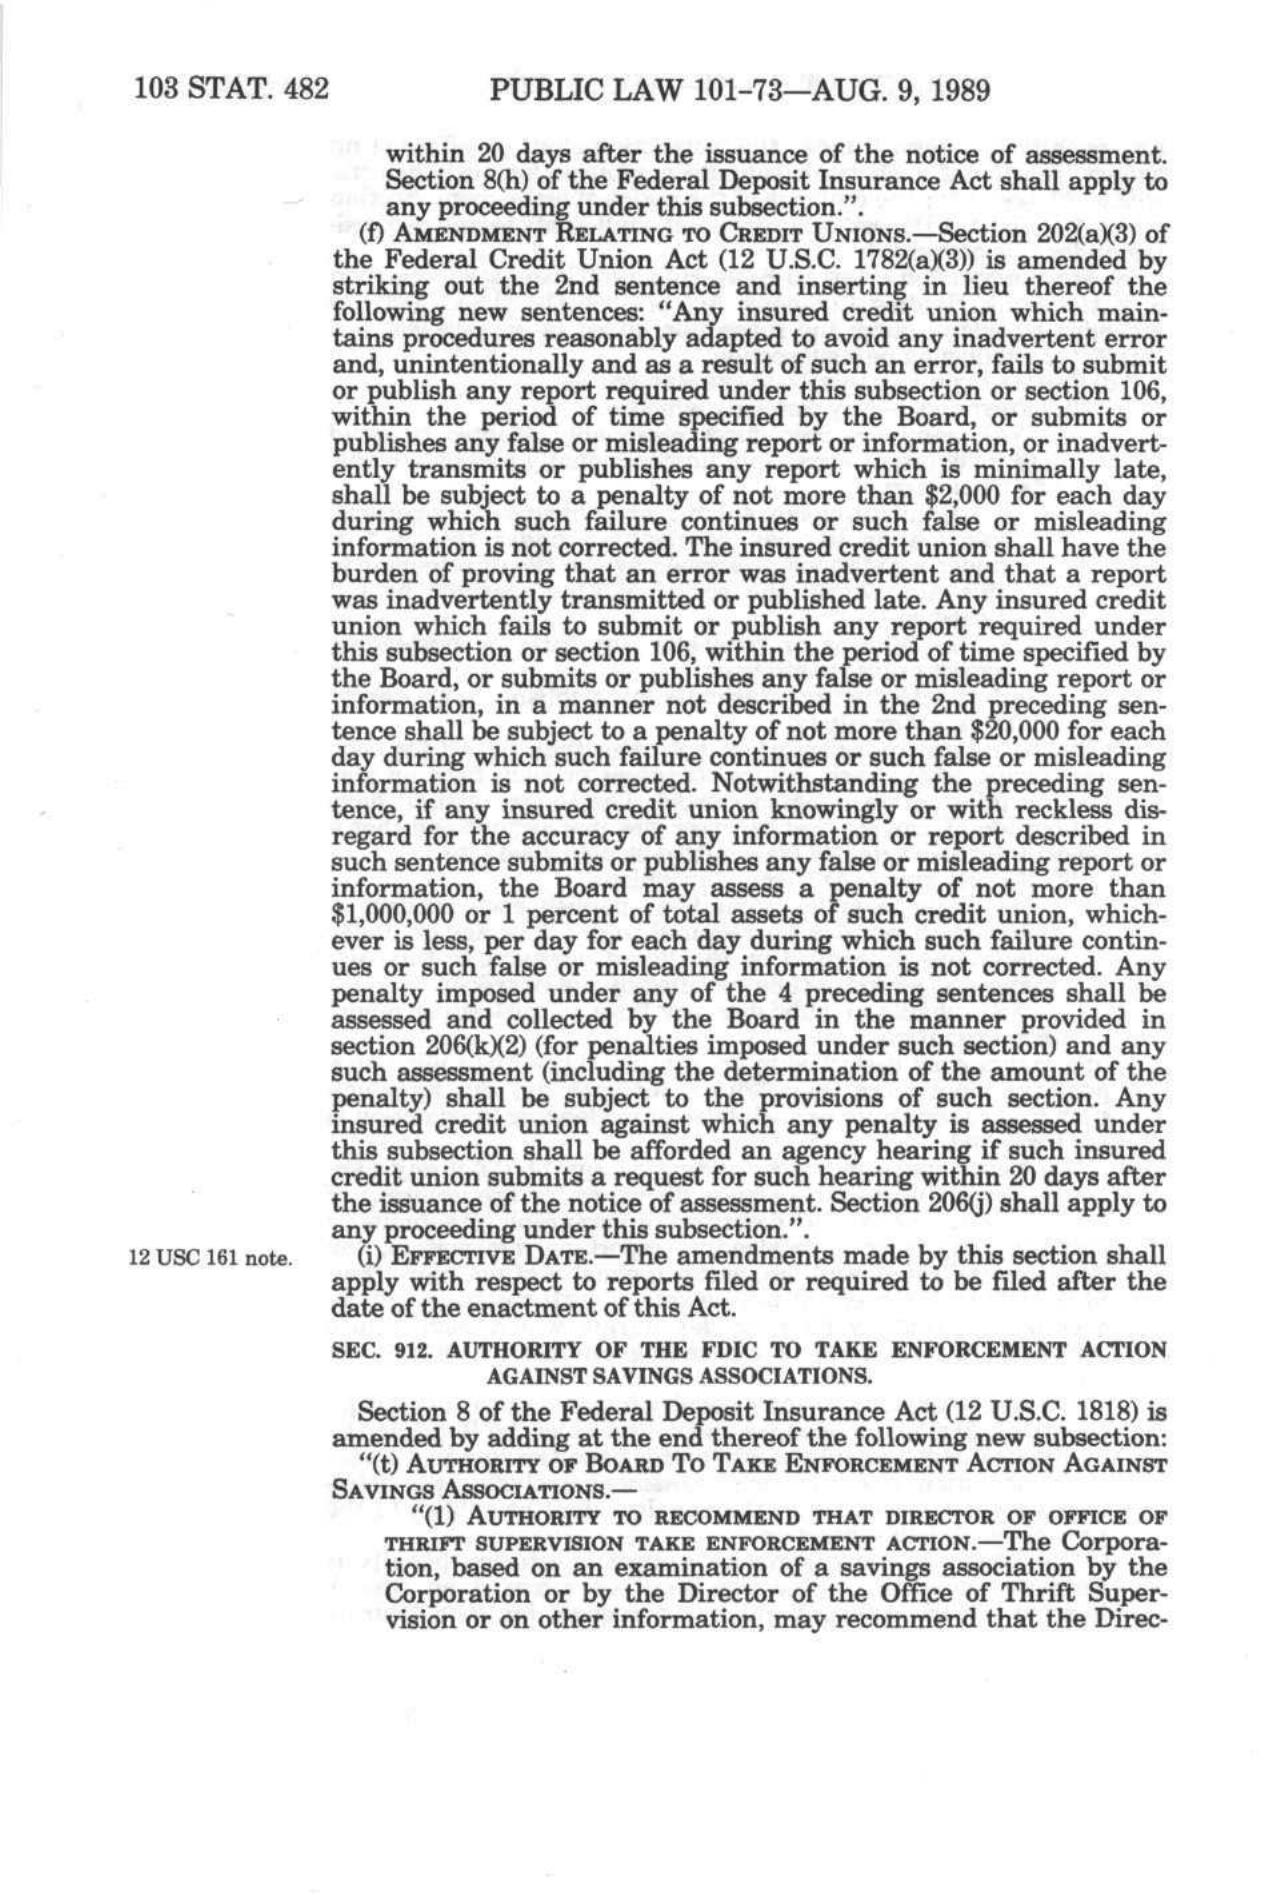 103 STAT. 482
PUBLIC LAW 101-73—AUG. 9, 1989
within 20 days after the issuance of the notice of assessment.
Section 8(h) of the Federal Deposit Insurance Act shall apply to
any proceeding under this subsection.”.
(f) AMENDMENT RELATING TO CREDIT UNIONS.—Section 202(a)(3) of
the Federal Credit Union Act (12 U.S.C. 1782(a)(3)) is amended by
striking out the 2nd sentence and inserting in lieu thereof the
following new sentences: “Any insured credit union which main-
tains procedures reasonably adapted to avoid any inadvertent error
and, unintentionally and as a result of such an error, fails to submit
or publish any report required under this subsection or section 106,
within the period of time specified by the Board, or submits or
publishes any false or misleading report or information, or inadvert-
ently transmits or publishes any report which is minimally late,
shall be subject to a penalty of not more than $2,000 for each day
during which such failure continues or such false or misleading
information is not corrected. The insured credit union shall have the
burden of proving that an error was inadvertent and that a report
was inadvertently transmitted or published late. Any insured credit
union which fails to submit or publish any report required under
this subsection or section 106, within the period of time specified by
the Board, or submits or publishes any false or misleading report or
information, in a manner not described in the 2nd preceding sen-
tence shall be subject to a penalty of not more than $20,000 for each
day during which such failure continues or such false or misleading
information is not corrected. Notwithstanding the preceding sen-
tence, if any insured credit union knowingly or with reckless dis-
regard for the accuracy of any information or report described in
such sentence submits or publishes any false or misleading report or
information, the Board may assess a penalty of not more than
$1,000,000 or 1 percent of total assets of such credit union, which-
ever is less, per day for each day during which such failure contin-
ues or such false or misleading information is not corrected. Any
penalty imposed under any of the 4 preceding sentences shall be
assessed and collected by the Board in the manner provided in
section 206(k)(2) (for penalties imposed under such section) and any
such assessment (including the determination of the amount of the
penalty) shall be subject to the provisions of such section. Any
insured credit union against which any penalty is assessed under
this subsection shall be afforded an agency hearing if such insured
credit union submits a request for such hearing within 20 days after
the issuance of the notice of assessment. Section 206(j) shall apply to
any proceeding under this subsection.”.
12 USC 161 note.
(i) EFFECTIVE DATE.—The amendments made by this section shall
apply with respect to reports filed or required to be filed after the
date of the enactment of this Act.
SEC. 912. AUTHORITY OF THE FDIC TO TAKE ENFORCEMENT ACTION
AGAINST SAVINGS ASSOCIATIONS.
Section 8 of the Federal Deposit Insurance Act (12 U.S.C. 1818) is
amended by adding at the end thereof the following new subsection:
“(t) AUTHORITY OF BOARD TO TAKE ENFORCEMENT ACTION AGAINST
SAVINGS ASSOCIATIONS.—
“(1) AUTHORITY TO RECOMMEND THAT DIRECTOR OF OFFICE OF
THRIFT SUPERVISION TAKE ENFORCEMENT ACTION.—The Corpora-
tion, based on an examination of a savings association by the
Corporation or by the Director of the Office of Thrift Super-
vision or on other information, may recommend that the Direc-